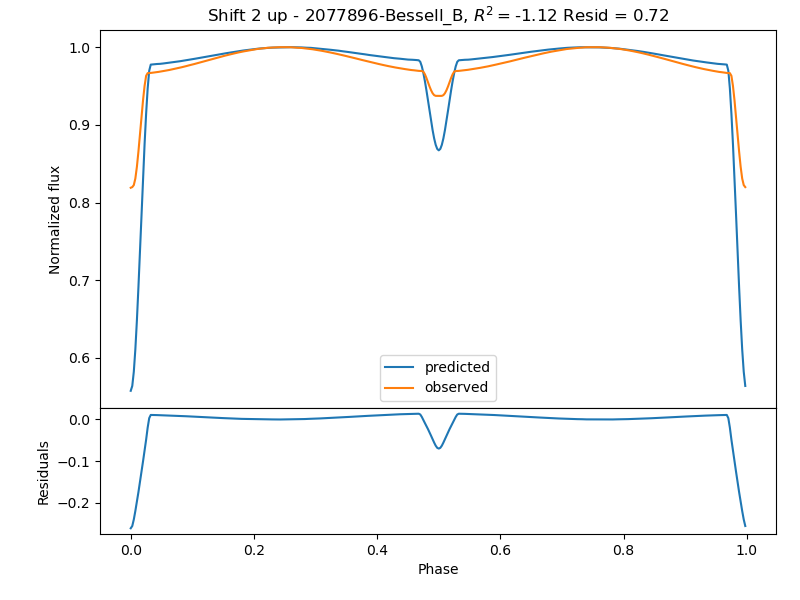 Shift 2 up - 2077896-Bessell_B, R² = -1.12 Resid = 0.72
1.0
0.9
0.8
0.7
0.6
Normalized flux
predicted
observed
0.0
−0.1
−0.2
Residuals
0.0 0.2 0.4 0.6 0.8 1.0
Phase